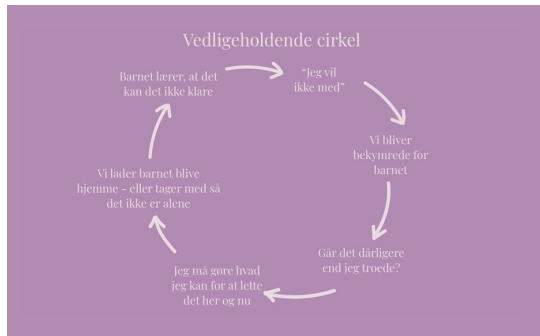 Vedligeholdende cirkel
“Jeg vil
ikke med”
Vi bliver
bekymrede for
barnet
Går det dårligere
end jeg troede?
Jeg må gøre hvad
jeg kan for at lette
det her og nu
Vi lader barnet blive
hjemme - eller tager med så
det ikke er alene
Barnet lærer, at det
kan det ikke klare